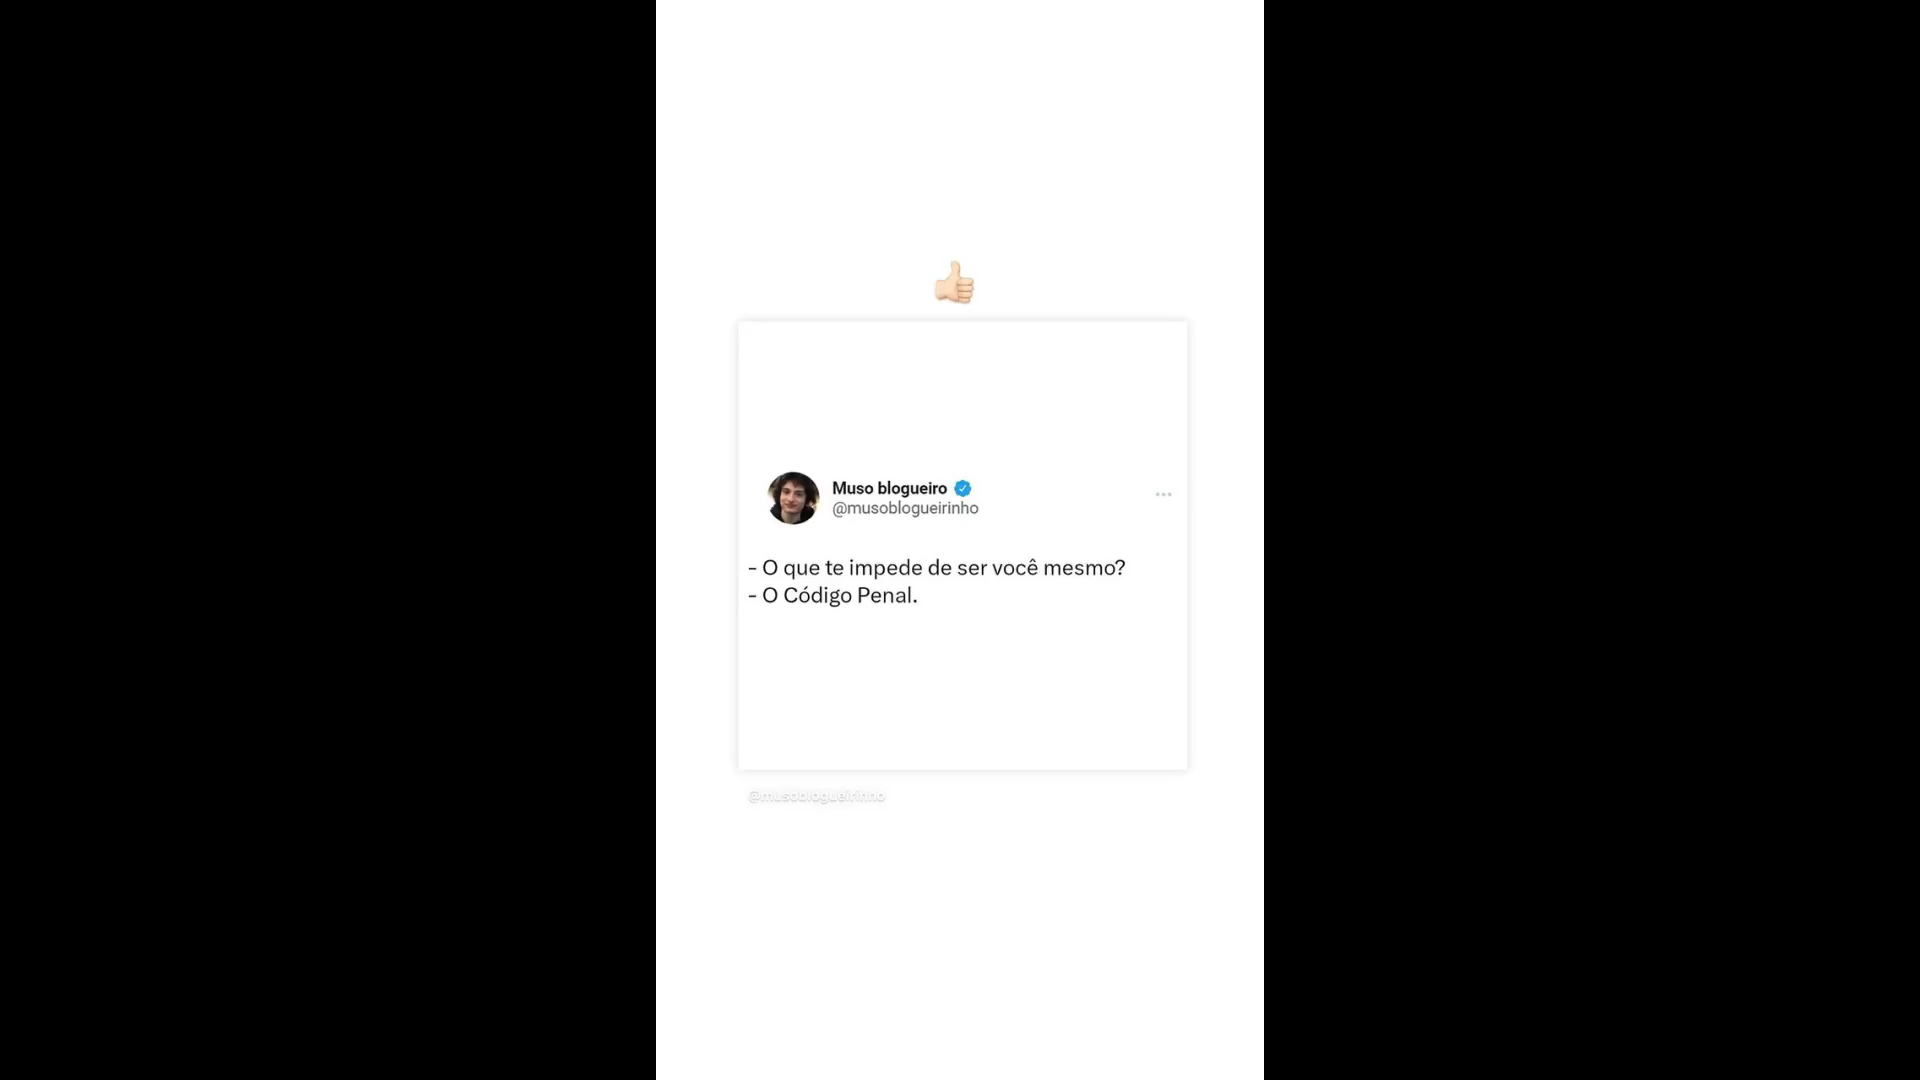 Muso blogueiro
@musoblogueirinho
- O que te impede de ser você mesmo?
- O Código Penal.
@musoblogueirinho